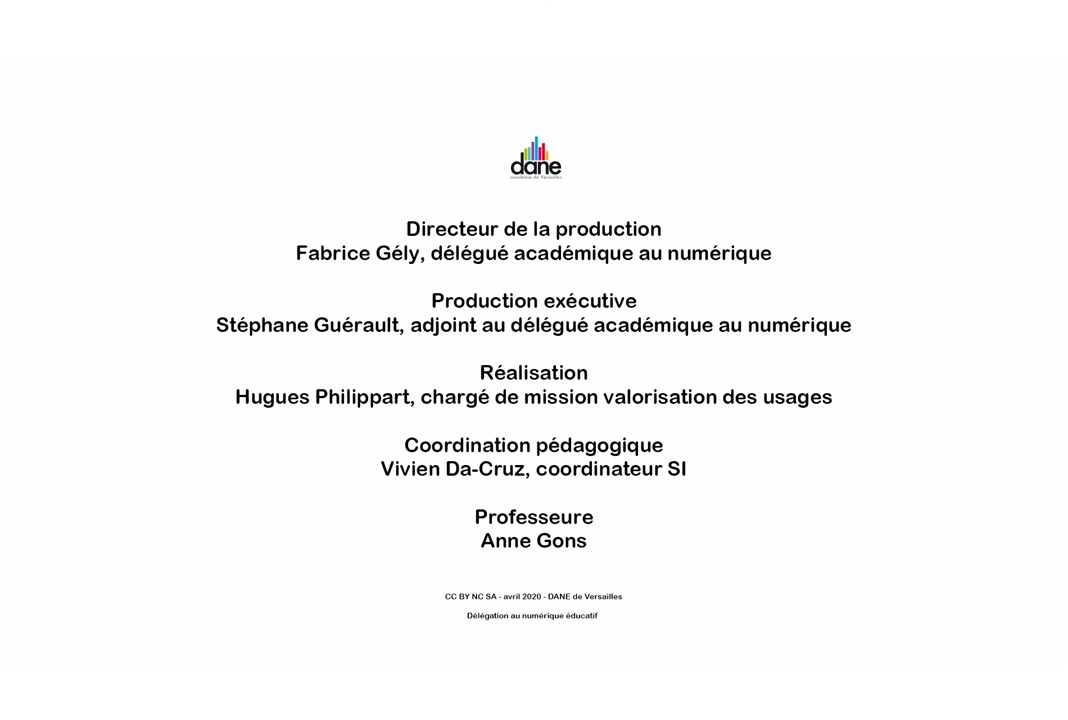 dane
académie de Versailles
Directeur de la production
Fabrice Gély, délégué académique au numérique
Production exécutive
Stéphane Guérault, adjoint au délégué académique au numérique
Réalisation
Hugues Philippart, chargé de mission valorisation des usages
Coordination pédagogique
Vivien Da-Cruz, coordinateur SI
Professeure
Anne Gons
CC BY NC SA - avril 2020 - DANE de Versailles
Délégation au numérique éducatif